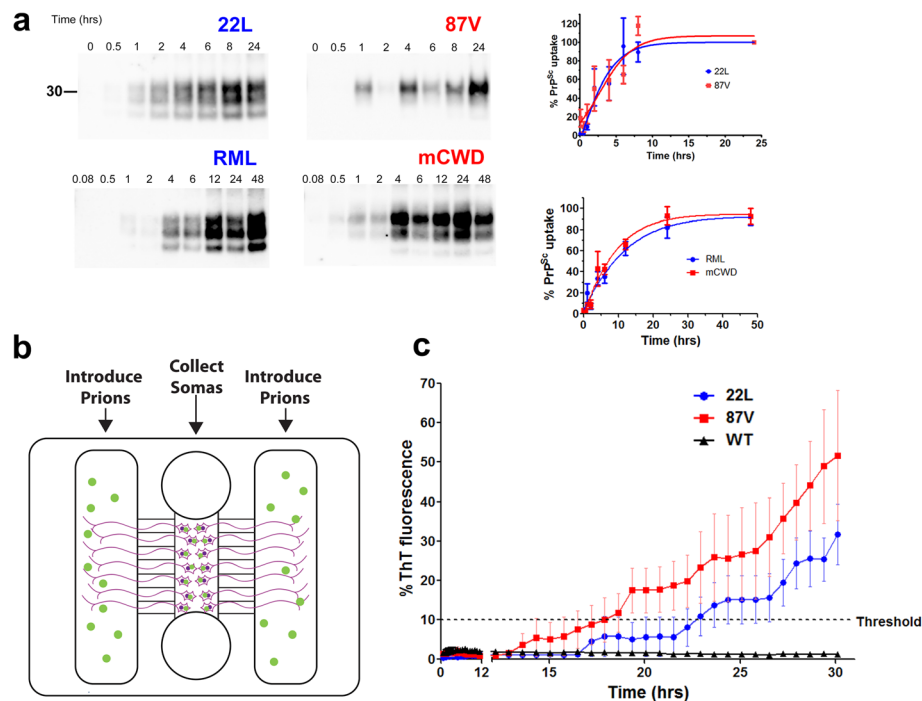 a
Time (hrs)
22L
0 0.5 1 2 4 6 8 24
30
87V
0 0.5 1 2 4 6 8 24
RML
0.08 0.5 1 2 4 6 12 24 48
mCWD
0.08 0.5 1 2 4 6 12 24 48
% PrPSc uptake
120
100
80
60
40
20
0
22L
87V
0 5 10 15 20 25
Time (hrs)
% PrPSc uptake
100
80
60
40
20
0
RML
mCWD
0 12 24 36 48 60
Time (hrs)
b
Introduce
Prions
Collect
Somas
Introduce
Prions
c
% ThT fluorescence
70
60
50
40
30
20
10
0
22L
87V
WT
Threshold
0 12 15 20 25 30
Time (hrs)